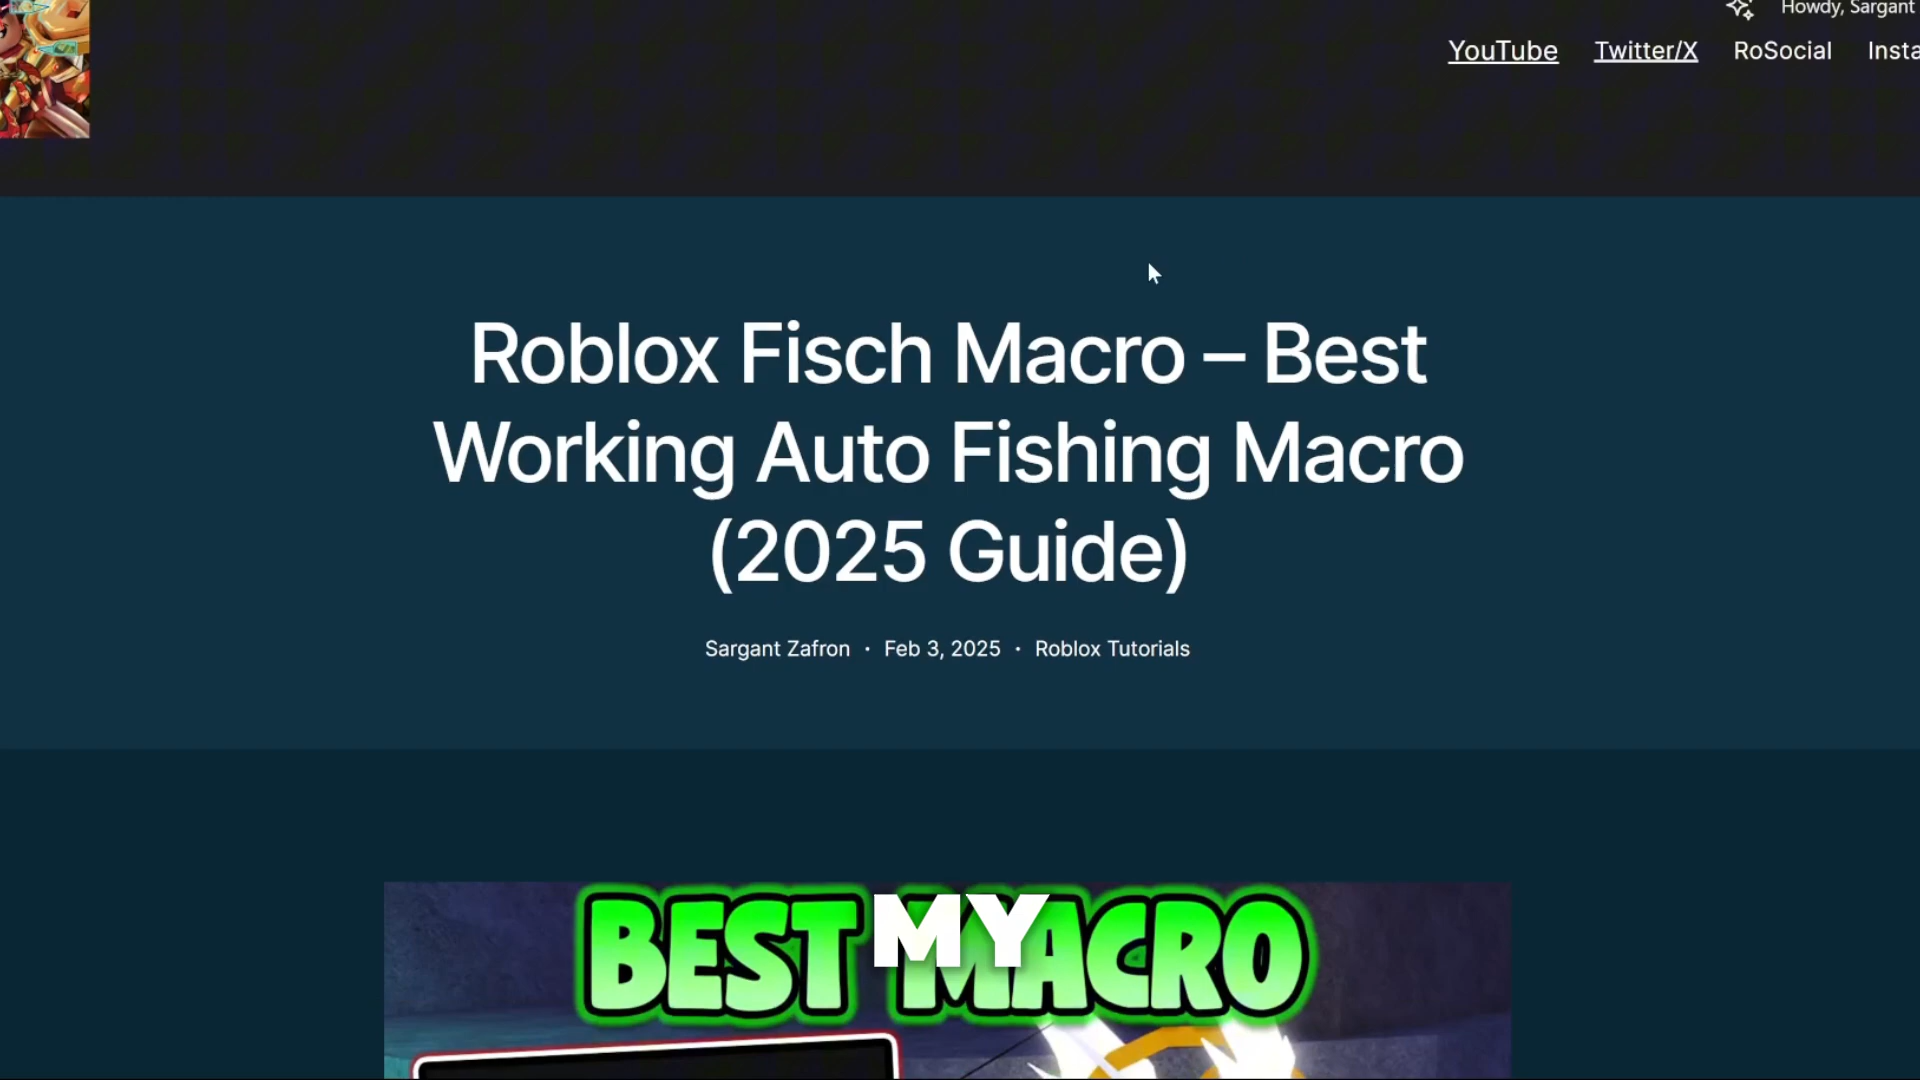 Howdy, Sargant
YouTube Twitter/X RoSocial Insta
Roblox Fisch Macro – Best
Working Auto Fishing Macro
(2025 Guide)
Sargant Zafron · Feb 3, 2025 · Roblox Tutorials
BEST MACRO
MY